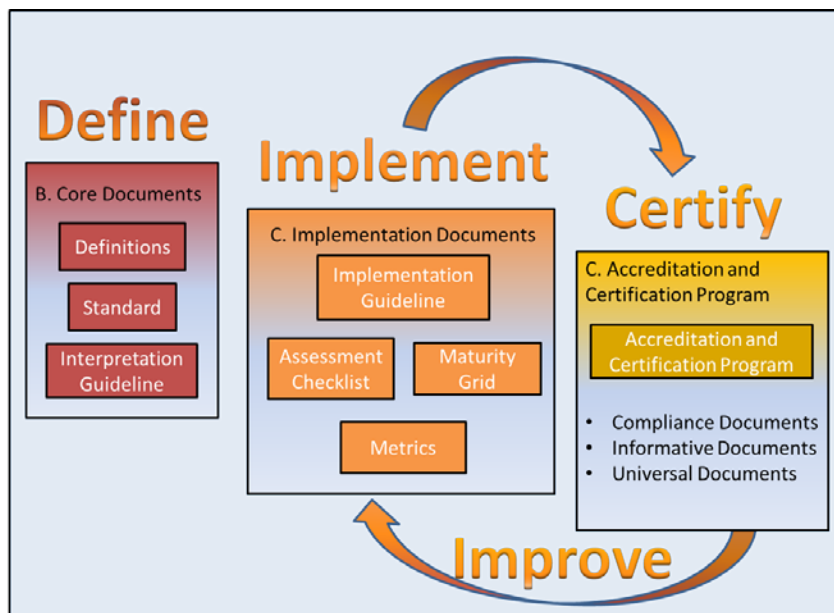 Define
B. Core Documents
Definitions
Standard
Interpretation
Guideline
Implement
C. Implementation Documents
Implementation
Guideline
Assessment
Checklist
Maturity
Grid
Metrics
Certify
C. Accreditation and
Certification Program
Accreditation and
Certification Program
• Compliance Documents
• Informative Documents
• Universal Documents
Improve